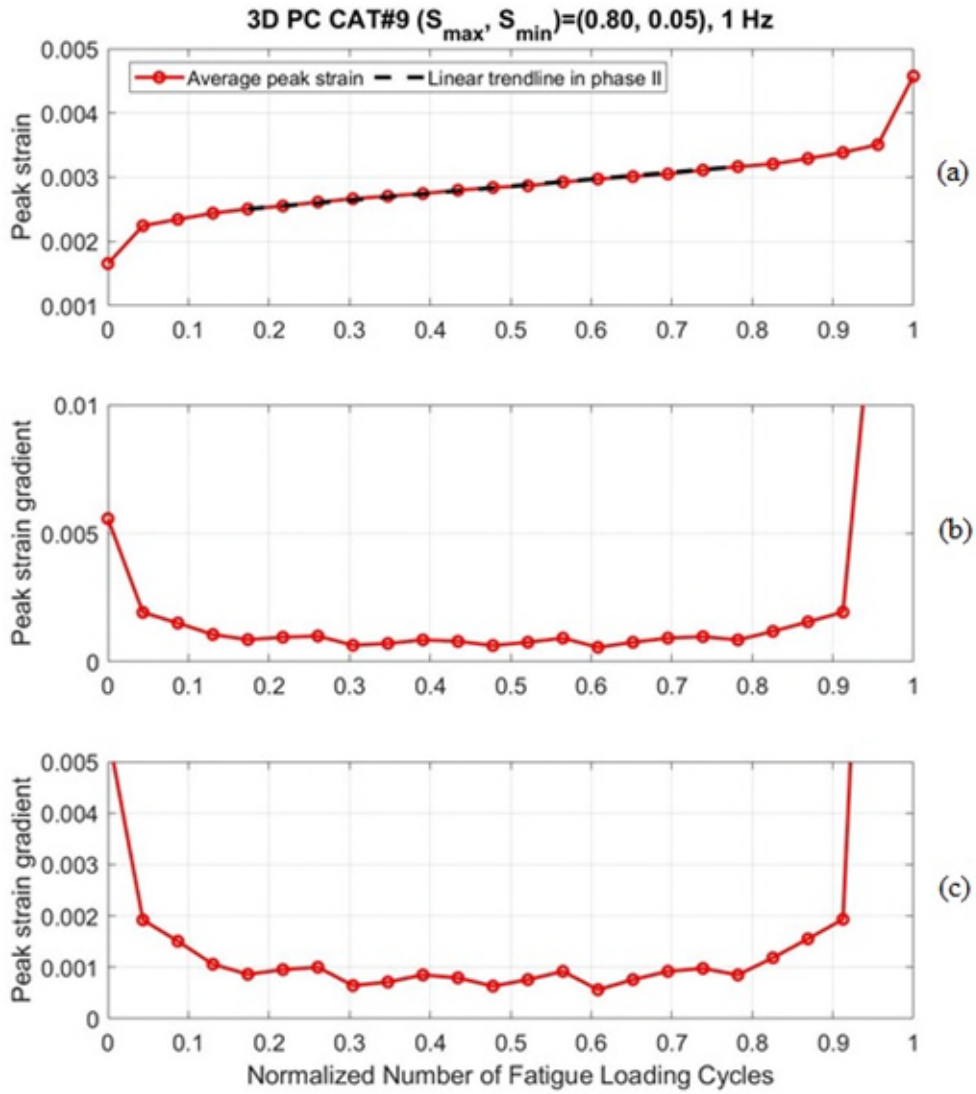 3D PC CAT#9 (Smax, Smin)=(0.80, 0.05), 1 Hz
0.005
Average peak strain
Linear trendline in phase II
0.004
0.003
0.002
0.001
Peak strain
(a)
0 0.1 0.2 0.3 0.4 0.5 0.6 0.7 0.8 0.9 1
0.01
0.005
0
Peak strain gradient
(b)
0 0.1 0.2 0.3 0.4 0.5 0.6 0.7 0.8 0.9 1
0.005
0.004
0.003
0.002
0.001
0
Peak strain gradient
(c)
0 0.1 0.2 0.3 0.4 0.5 0.6 0.7 0.8 0.9 1
Normalized Number of Fatigue Loading Cycles